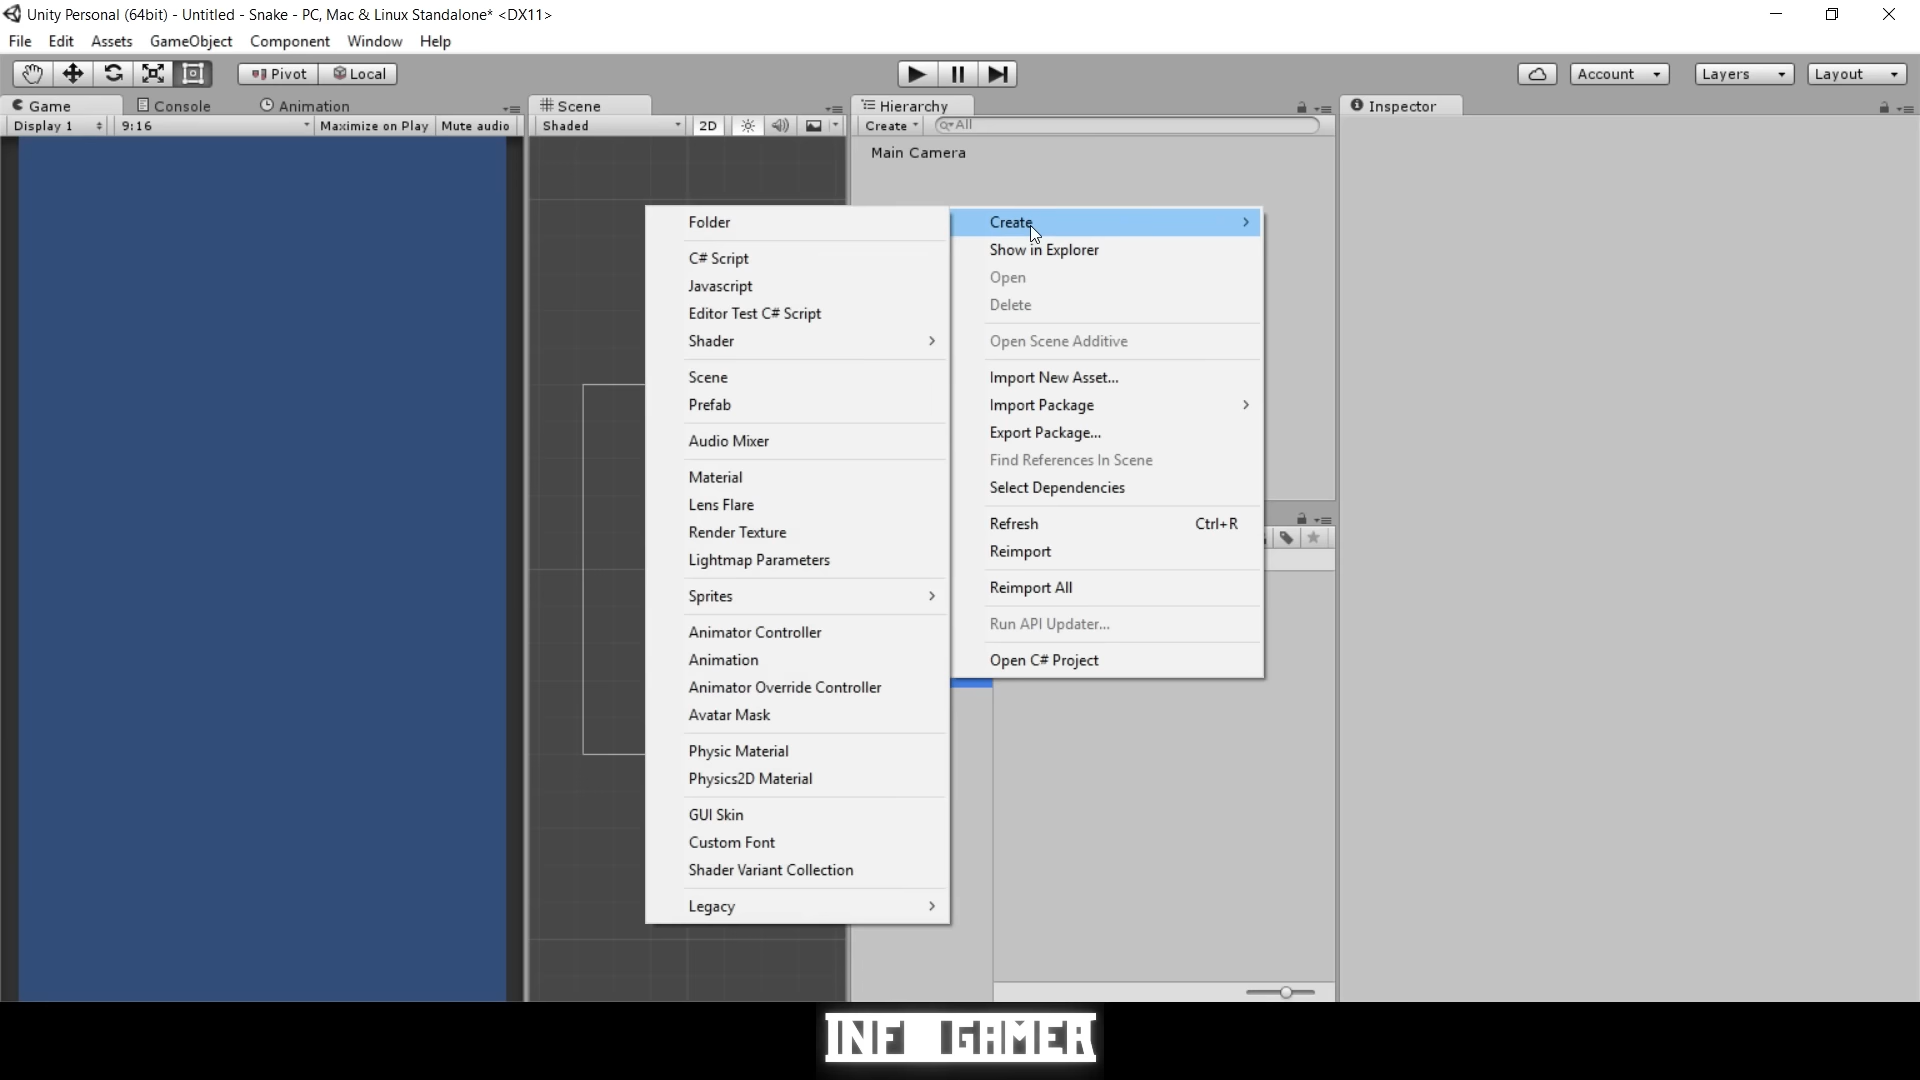 Unity Personal (64bit) - Untitled - Snake - PC, Mac & Linux Standalone* <DX11>
File Edit Assets GameObject Component Window Help
Pivot Local Account Layers Layout
Game Console Animation Scene Hierarchy Inspector
Display 1 9:16 Maximize on Play Mute audio Shaded 2D Create All
Main Camera
Folder
C# Script
Javascript
Editor Test C# Script
Shader
Scene
Prefab
Audio Mixer
Material
Lens Flare
Render Texture
Lightmap Parameters
Sprites
Animator Controller
Animation
Animator Override Controller
Avatar Mask
Physic Material
Physics2D Material
GUI Skin
Custom Font
Shader Variant Collection
Legacy
Create
Show in Explorer
Open
Delete
Open Scene Additive
Import New Asset...
Import Package
Export Package...
Find References In Scene
Select Dependencies
Refresh Ctrl+R
Reimport
Reimport All
Run API Updater...
Open C# Project
INF GAMER